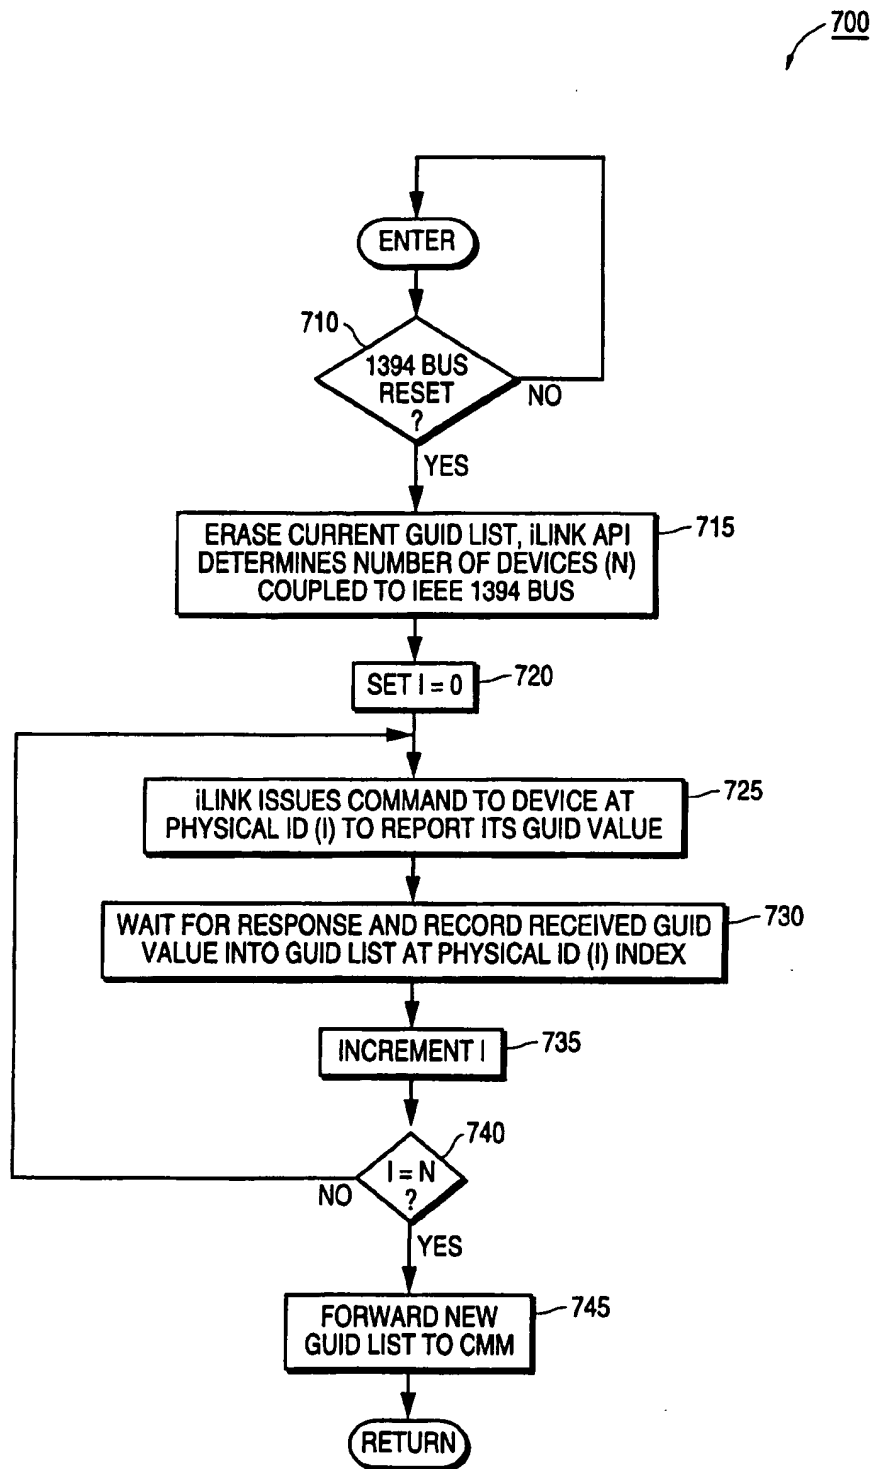 700
ENTER
710
1394 BUS
RESET
?
NO
YES
ERASE CURRENT GUID LIST, iLINK API
DETERMINES NUMBER OF DEVICES (N)
COUPLED TO IEEE 1394 BUS
715
SET I = 0
720
iLINK ISSUES COMMAND TO DEVICE AT
PHYSICAL ID (I) TO REPORT ITS GUID VALUE
725
WAIT FOR RESPONSE AND RECORD RECEIVED GUID
VALUE INTO GUID LIST AT PHYSICAL ID (I) INDEX
730
INCREMENT I
735
740
I = N
?
NO
YES
FORWARD NEW
GUID LIST TO CMM
745
RETURN